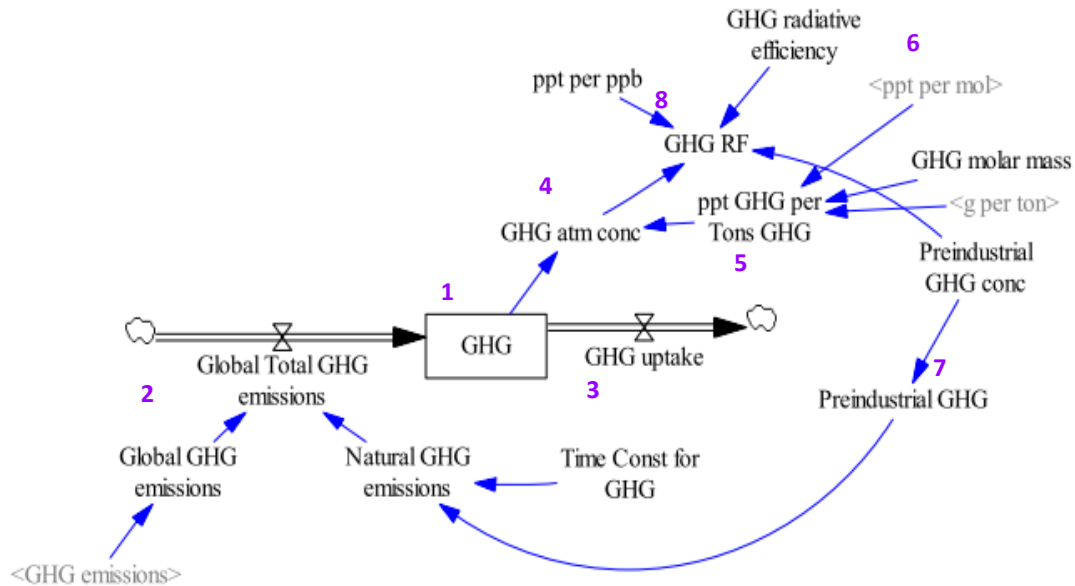 GHG radiative
efficiency
6
ppt per ppb
8
<ppt per mol>
GHG RF
GHG molar mass
4
ppt GHG per
Tons GHG
<g per ton>
GHG atm conc
5
Preindustrial
GHG conc
1
GHG
GHG uptake
Global Total GHG
emissions
2
3
7
Preindustrial GHG
Global GHG
emissions
Natural GHG
emissions
Time Const for
GHG
<GHG emissions>